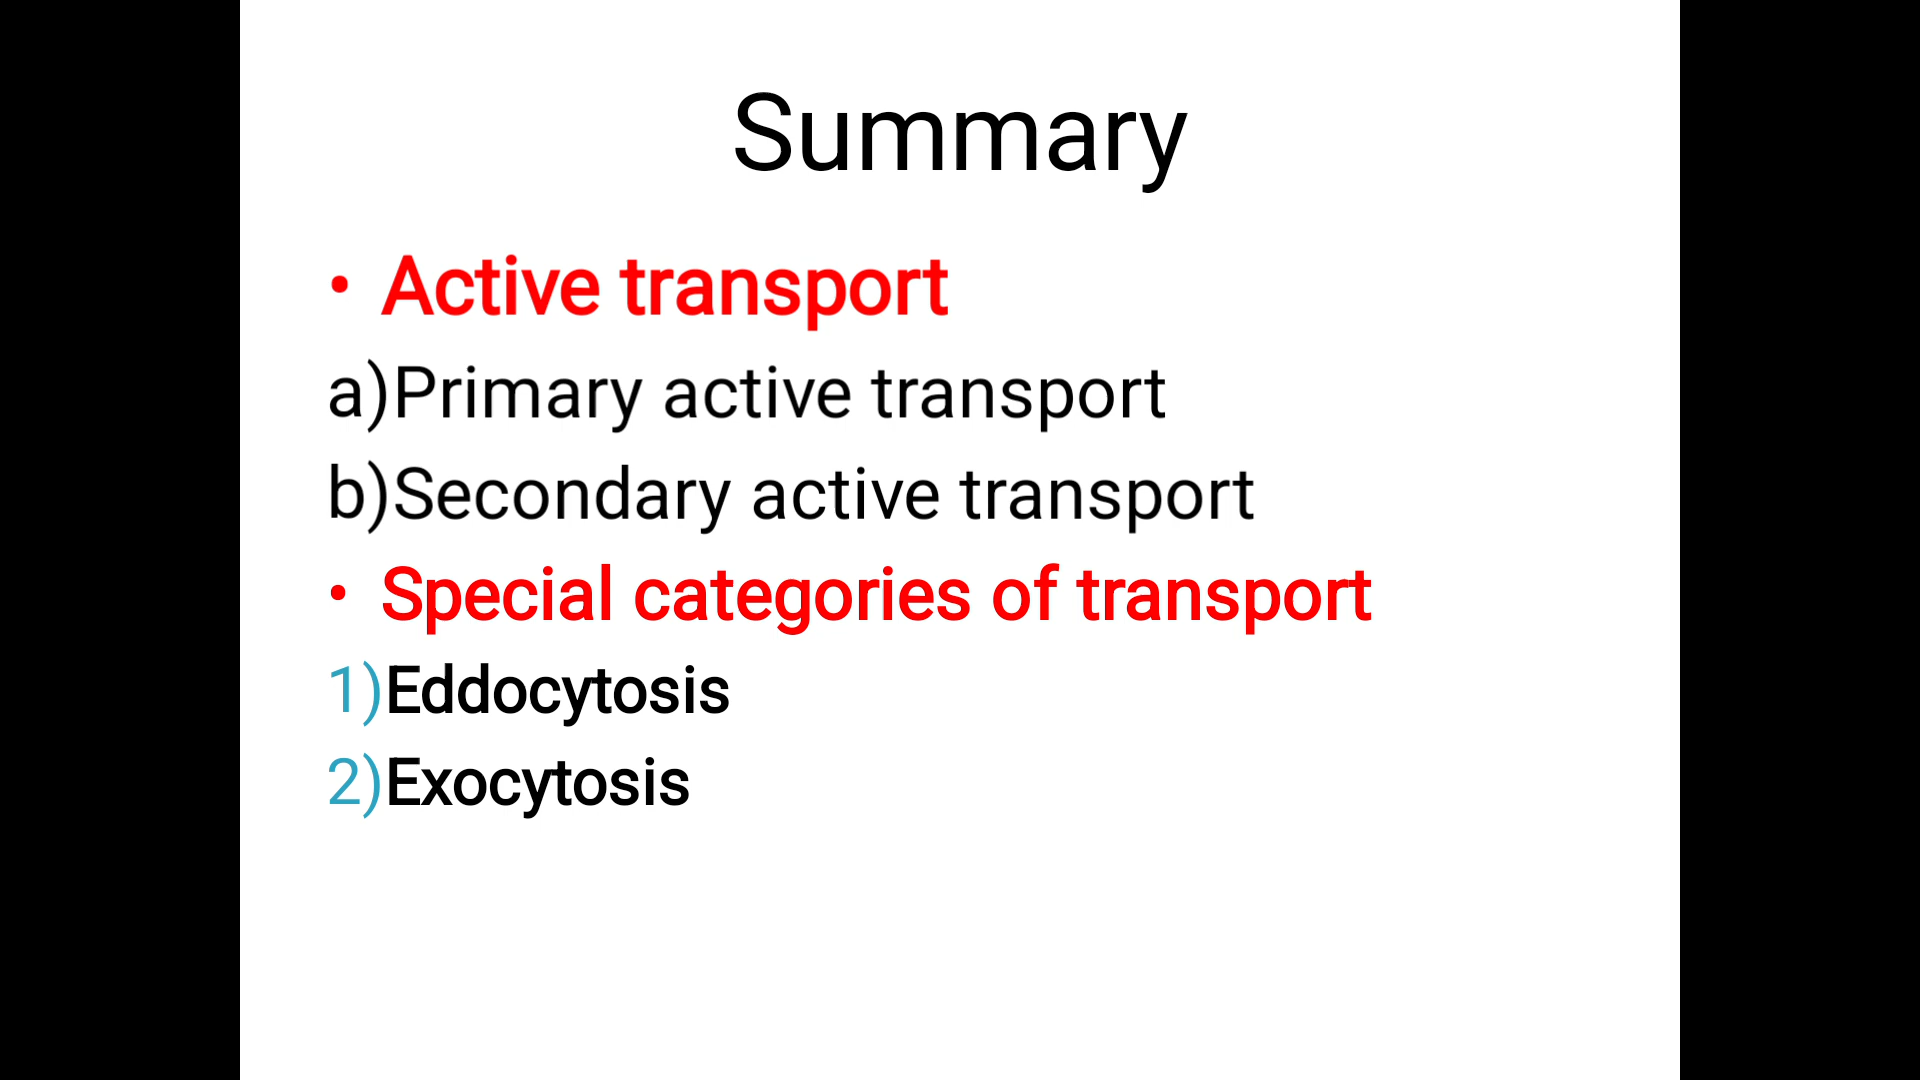 Summary
• Active transport
a)Primary active transport
b)Secondary active transport
• Special categories of transport
1)Eddocytosis
2)Exocytosis